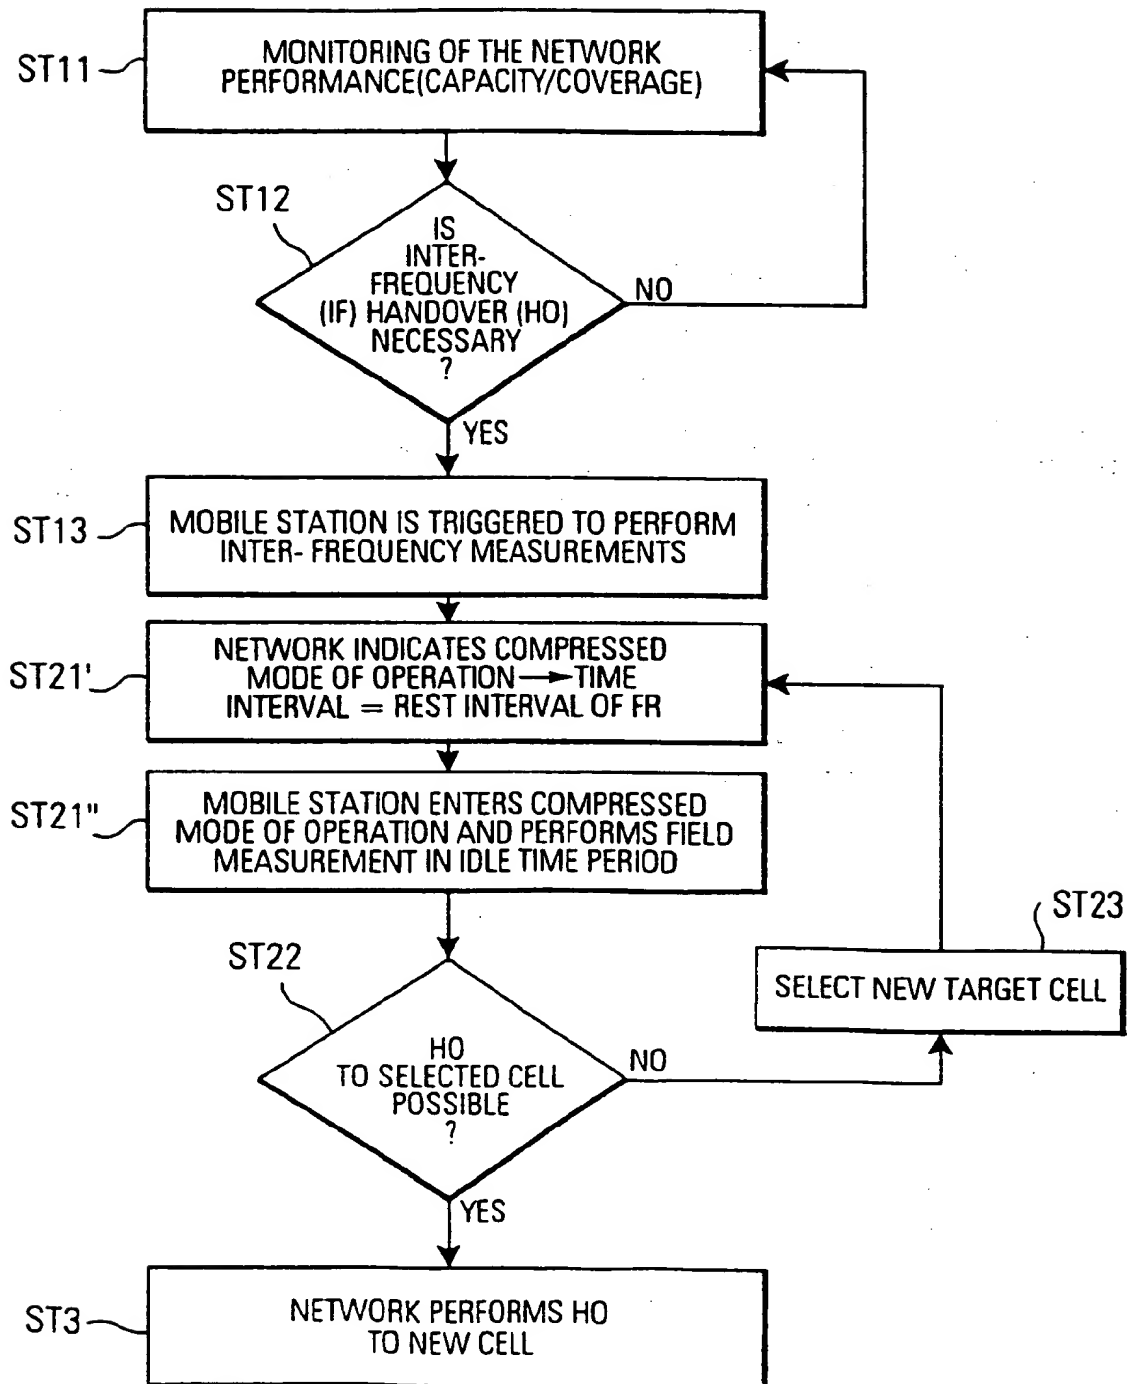 ST11
MONITORING OF THE NETWORK
PERFORMANCE(CAPACITY/COVERAGE)
ST12
IS
INTER-
FREQUENCY
(IF) HANDOVER (HO)
NECESSARY
?
NO
YES
ST13
MOBILE STATION IS TRIGGERED TO PERFORM
INTER- FREQUENCY MEASUREMENTS
ST21'
NETWORK INDICATES COMPRESSED
MODE OF OPERATION → TIME
INTERVAL = REST INTERVAL OF FR
ST21"
MOBILE STATION ENTERS COMPRESSED
MODE OF OPERATION AND PERFORMS FIELD
MEASUREMENT IN IDLE TIME PERIOD
ST22
HO
TO SELECTED CELL
POSSIBLE
?
NO
ST23
SELECT NEW TARGET CELL
YES
ST3
NETWORK PERFORMS HO
TO NEW CELL